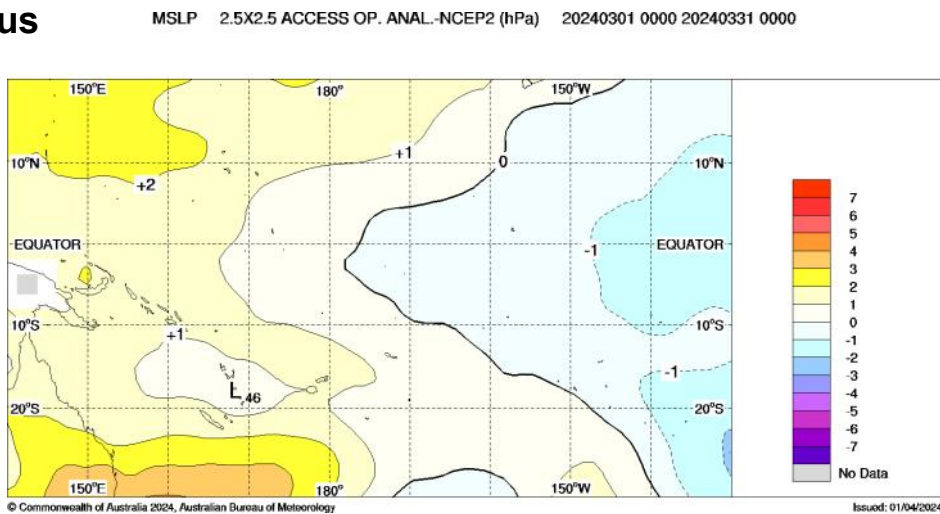 us
MSLP 2.5X2.5 ACCESS OP. ANAL.-NCEP2 (hPa) 20240301 0000 20240331 0000
150°E 180° 150°W
+1 0
10°N 10°N
+2
EQUATOR -1 EQUATOR
10°S 10°S
+1
-1
L .46
20°S 20°S
150°E 180° 150°W
7
6
5
4
3
2
1
0
-1
-2
-3
-4
-5
-6
-7
No Data
© Commonwealth of Australia 2024, Australian Bureau of Meteorology Issued: 01/04/2024